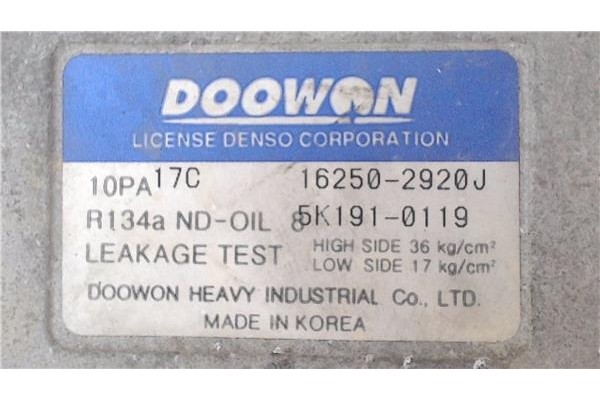 DOOWON
LICENSE DENSO CORPORATION
10PA17C 16250-2920J
R134a ND-OIL 8 5K191-0119
LEAKAGE TEST HIGH SIDE 36 kg/cm²
LOW SIDE 17 kg/cm²
DOOWON HEAVY INDUSTRIAL Co., LTD.
MADE IN KOREA